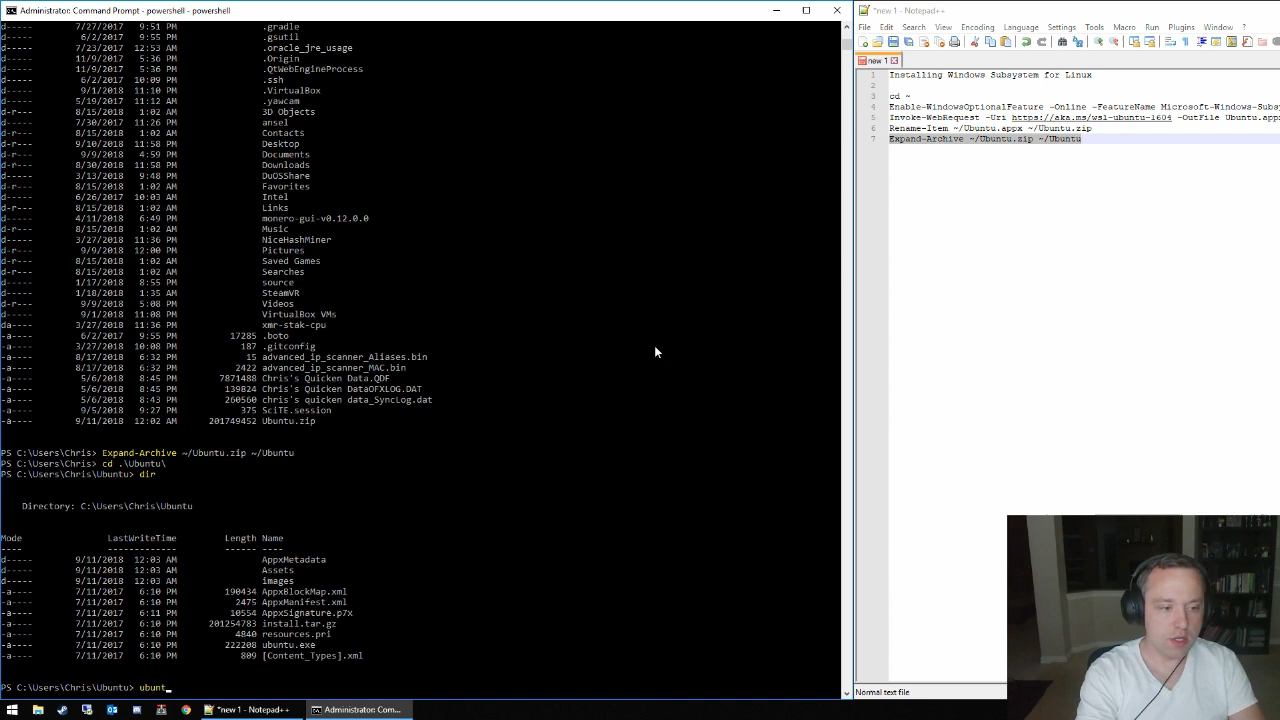 Administrator: Command Prompt - powershell - powershell
d----- 7/27/2017 9:51 PM .gradle
d----- 6/2/2017 9:55 PM .gsutil
d----- 7/23/2017 12:53 AM .oracle_jre_usage
d----- 11/9/2017 5:36 PM .Origin
d----- 11/9/2017 5:36 PM .QtWebEngineProcess
d----- 6/2/2017 10:09 PM .ssh
d----- 9/1/2018 11:10 PM .VirtualBox
d----- 5/19/2017 11:12 AM .yawcam
d-r--- 8/15/2018 1:02 AM 3D Objects
d----- 7/30/2017 11:26 AM ansel
d-r--- 8/15/2018 1:02 AM Contacts
d-r--- 9/10/2018 11:58 PM Desktop
d-r--- 9/9/2018 4:59 PM Documents
d-r--- 8/30/2018 11:58 PM Downloads
d----- 3/13/2018 9:48 PM DuOSShare
d-r--- 8/15/2018 1:02 AM Favorites
d----- 6/26/2017 10:03 AM Intel
d-r--- 8/15/2018 1:02 AM Links
d----- 4/11/2018 6:49 PM monero-gui-v0.12.0.0
d-r--- 8/15/2018 1:02 AM Music
d----- 3/27/2018 11:36 PM NiceHashMiner
d-r--- 9/9/2018 12:00 PM Pictures
d-r--- 8/15/2018 1:02 AM Saved Games
d-r--- 8/15/2018 1:02 AM Searches
d----- 1/17/2018 8:55 PM source
d----- 1/18/2018 1:35 AM SteamVR
d-r--- 9/9/2018 5:08 PM Videos
d----- 9/1/2018 11:08 PM VirtualBox VMs
da---- 3/27/2018 11:36 PM xmr-stak-cpu
-a---- 6/2/2017 9:55 PM 17285 .boto
-a---- 3/27/2018 10:08 PM 187 .gitconfig
-a---- 8/17/2018 6:32 PM 15 advanced_ip_scanner_Aliases.bin
-a---- 8/17/2018 6:32 PM 2422 advanced_ip_scanner_MAC.bin
-a---- 5/6/2018 8:45 PM 7871488 Chris's Quicken Data.QDF
-a---- 5/6/2018 8:45 PM 139824 Chris's Quicken DataOFXLOG.DAT
-a---- 5/6/2018 8:43 PM 260560 chris's quicken data_SyncLog.dat
-a---- 9/5/2018 9:27 PM 375 SciTE.session
-a---- 9/11/2018 12:02 AM 201749452 Ubuntu.zip
PS C:\Users\Chris> Expand-Archive ~/Ubuntu.zip ~/Ubuntu
PS C:\Users\Chris> cd .\Ubuntu\
PS C:\Users\Chris\Ubuntu> dir
Directory: C:\Users\Chris\Ubuntu
Mode LastWriteTime Length Name
---- ------------- ------ ----
d----- 9/11/2018 12:03 AM AppxMetadata
d----- 9/11/2018 12:03 AM Assets
d----- 9/11/2018 12:03 AM images
-a---- 7/11/2017 6:10 PM 190434 AppxBlockMap.xml
-a---- 7/11/2017 6:10 PM 2475 AppxManifest.xml
-a---- 7/11/2017 6:11 PM 10554 AppxSignature.p7x
-a---- 7/11/2017 6:10 PM 201254783 install.tar.gz
-a---- 7/11/2017 6:10 PM 4840 resources.pri
-a---- 7/11/2017 6:10 PM 222208 ubuntu.exe
-a---- 7/11/2017 6:10 PM 809 [Content_Types].xml
PS C:\Users\Chris\Ubuntu> ubunt_
*new 1 - Notepad++
File Edit Search View Encoding Language Settings Tools Macro Run Plugins Window ?
new 1
1 Installing Windows Subsystem for Linux
2
3 cd ~
4 Enable-WindowsOptionalFeature -Online -FeatureName Microsoft-Windows-Subs
5 Invoke-WebRequest -Uri https://aka.ms/wsl-ubuntu-1604 -OutFile Ubuntu.app
6 Rename-Item ~/Ubuntu.appx ~/Ubuntu.zip
7 Expand-Archive ~/Ubuntu.zip ~/Ubuntu
Normal text file
*new 1 - Notepad++
Administrator: Com...